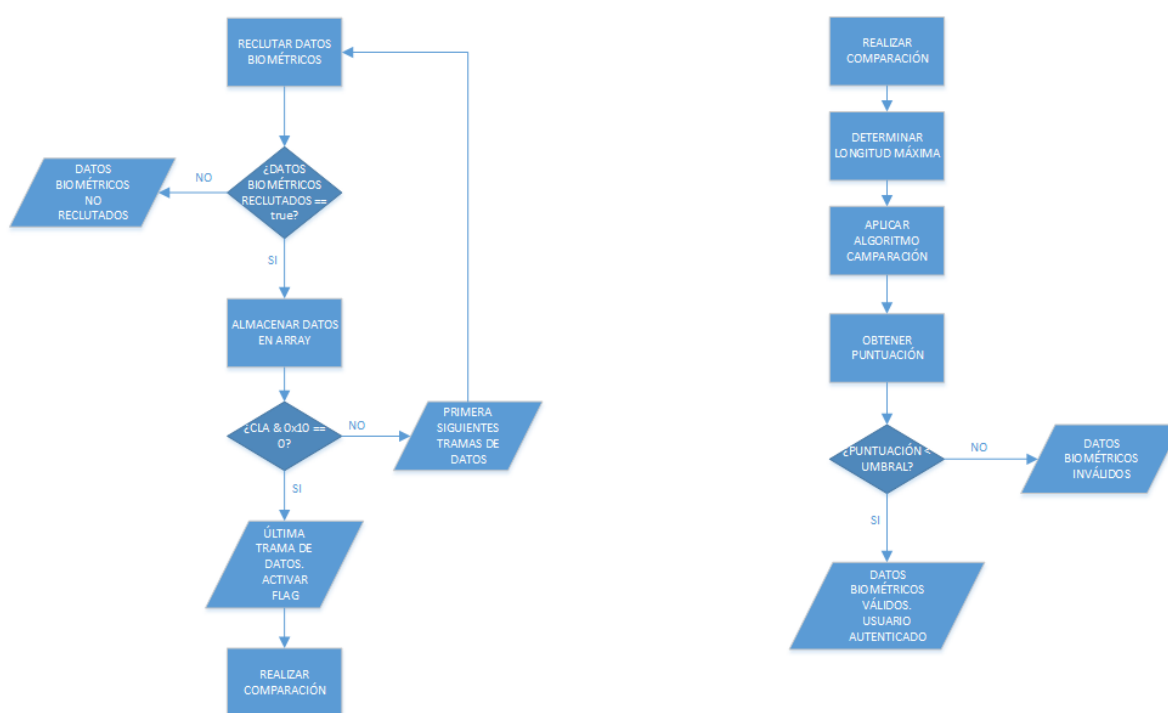 RECLUTAR DATOS
BIOMÉTRICOS
¿DATOS
BIOMÉTRICOS
RECLUTADOS ==
true?
NO
DATOS
BIOMÉTRICOS
NO
RECLUTADOS
SI
ALMACENAR DATOS
EN ARRAY
¿CLA & 0x10 ==
0?
NO
PRIMERA
SIGUIENTES
TRAMAS DE
DATOS
SI
ÚLTIMA
TRAMA DE
DATOS.
ACTIVAR
FLAG
REALIZAR
COMPARACIÓN
REALIZAR
COMPARACIÓN
DETERMINAR
LONGITUD MÁXIMA
APLICAR
ALGORITMO
CAMPARACIÓN
OBTENER
PUNTUACIÓN
¿PUNTUACIÓN <
UMBRAL?
NO
DATOS
BIOMÉTRICOS
INVÁLIDOS
SI
DATOS
BIOMÉTRICOS
VÁLIDOS.
USUARIO
AUTENTICADO